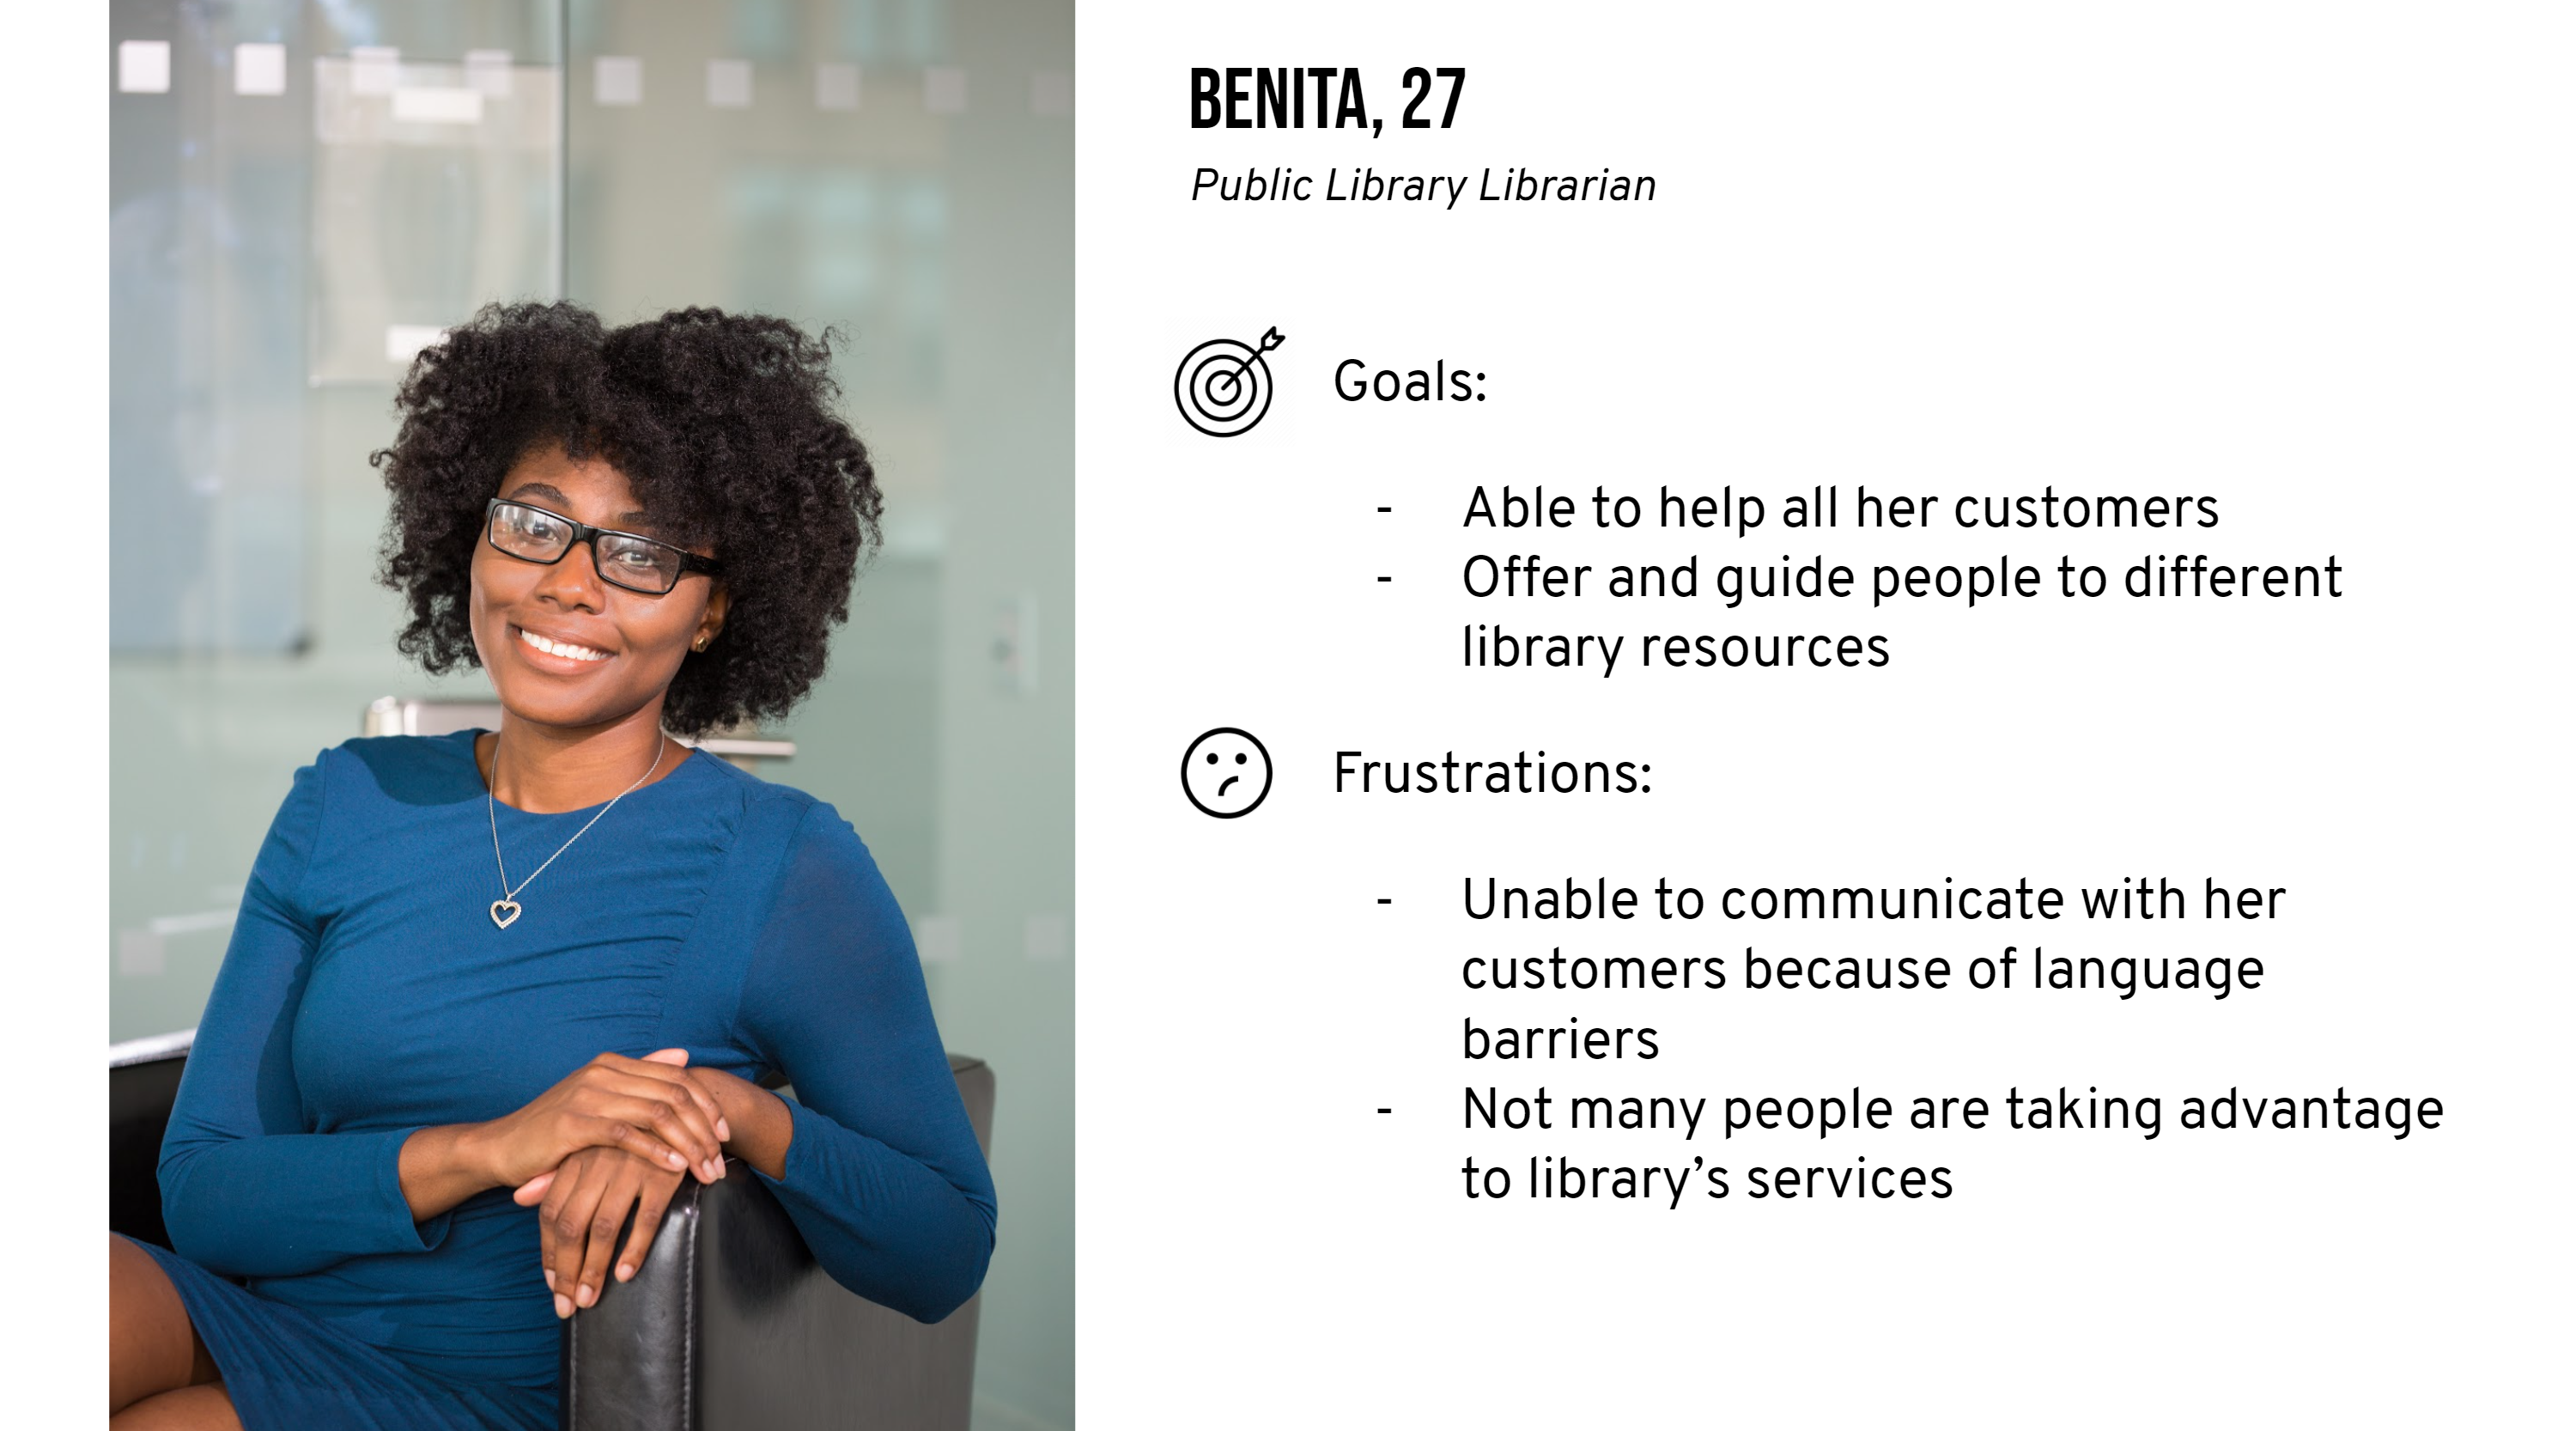 BENITA, 27
Public Library Librarian
Goals:
- Able to help all her customers
- Offer and guide people to different
library resources
Frustrations:
- Unable to communicate with her
customers because of language
barriers
- Not many people are taking advantage
to library’s services